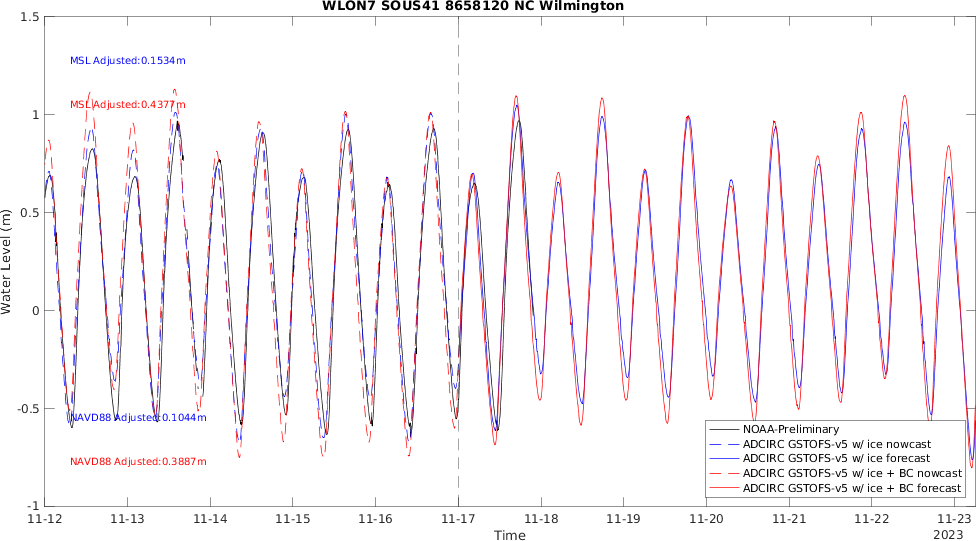 WLON7 SOUS41 8658120 NC Wilmington
1.5
1
0.5
0
-0.5
-1
Water Level (m)
MSL Adjusted:0.1534m
MSL Adjusted:0.4377m
NAVD88 Adjusted:0.1044m
NAVD88 Adjusted:0.3887m
NOAA-Preliminary
ADCIRC GSTOFS-v5 w/ ice nowcast
ADCIRC GSTOFS-v5 w/ ice forecast
ADCIRC GSTOFS-v5 w/ ice + BC nowcast
ADCIRC GSTOFS-v5 w/ ice + BC forecast
11-12 11-13 11-14 11-15 11-16 11-17 11-18 11-19 11-20 11-21 11-22 11-23
Time
2023